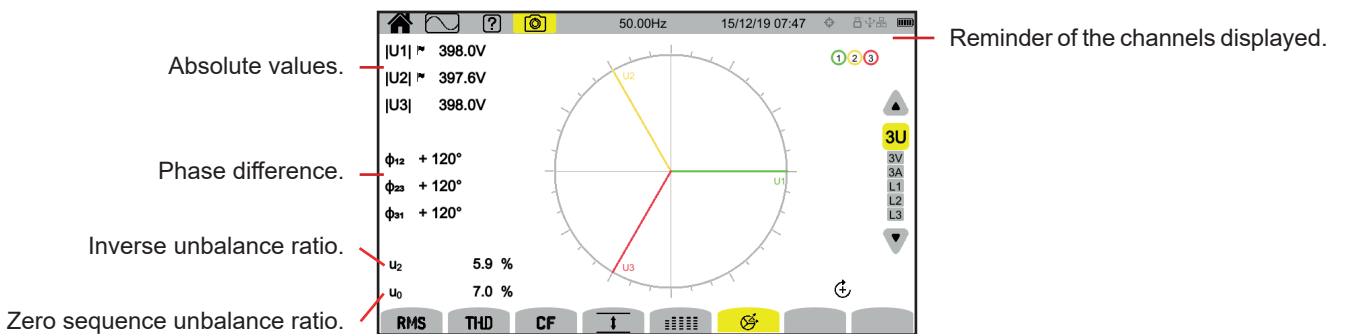 50.00Hz 15/12/19 07:47
Absolute values.
|U1| 398.0V
|U2| 397.6V
|U3| 398.0V
Phase difference.
ϕ₁₂ + 120°
ϕ₂₃ + 120°
ϕ₃₁ + 120°
Inverse unbalance ratio.
u₂ 5.9 %
Zero sequence unbalance ratio.
u₀ 7.0 %
U2
U1
U3
Reminder of the channels displayed.
1 2 3
3U
3V
3A
L1
L2
L3
RMS THD CF